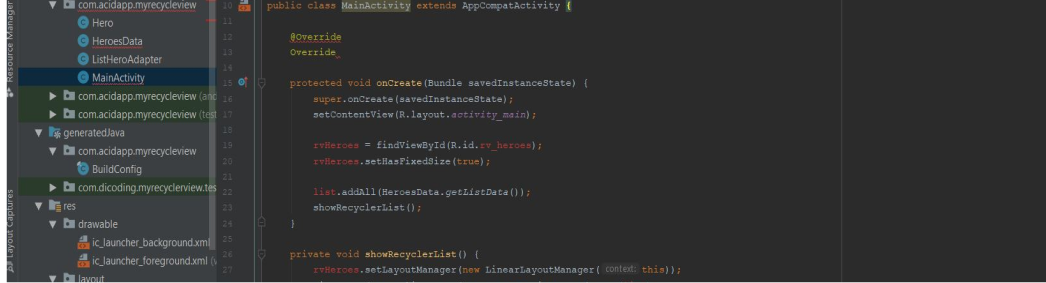 Resource Manager
Layout Captures
com.acidapp.myrecycleview
Hero
HeroesData
ListHeroAdapter
MainActivity
com.acidapp.myrecycleview (and
com.acidapp.myrecycleview (test
generatedJava
com.acidapp.myrecycleview
BuildConfig
com.dicoding.myrecyclerview.tes
res
drawable
ic_launcher_background.xml
ic_launcher_foreground.xml (v
layout
10 public class MainActivity extends AppCompatActivity {
11
12 @Override
13 Override_
14
15 protected void onCreate(Bundle savedInstanceState) {
16 super.onCreate(savedInstanceState);
17 setContentView(R.layout.activity_main);
18
19 rvHeroes = findViewById(R.id.rv_heroes);
20 rvHeroes.setHasFixedSize(true);
21
22 list.addAll(HeroesData.getListData());
23 showRecyclerList();
24 }
25
26 private void showRecyclerList() {
27 rvHeroes.setLayoutManager(new LinearLayoutManager( context: this));